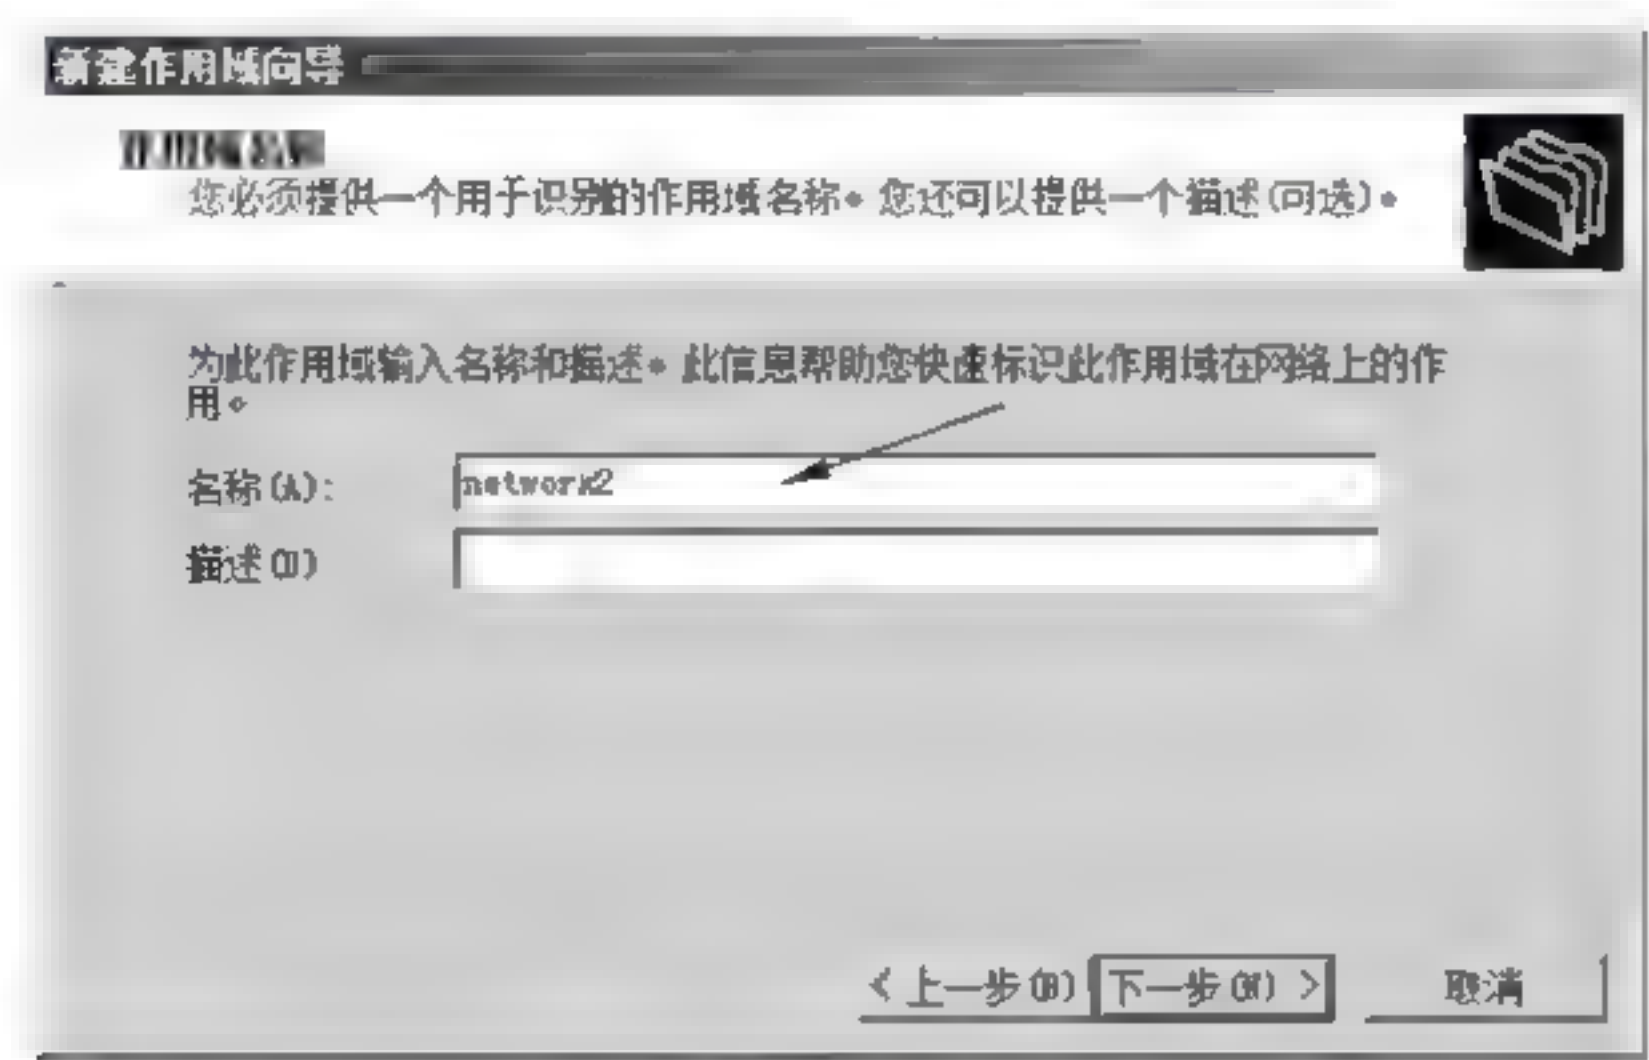 新建作用域向导
您必须提供一个用于识别的作用域名称。您还可以提供一个描述(可选)。
为此作用域输入名称和描述。此信息帮助您快速标识此作用域在网络上的作
用。
名称(A):
network2
描述(D)
< 上一步(B)
下一步(N) >
取消